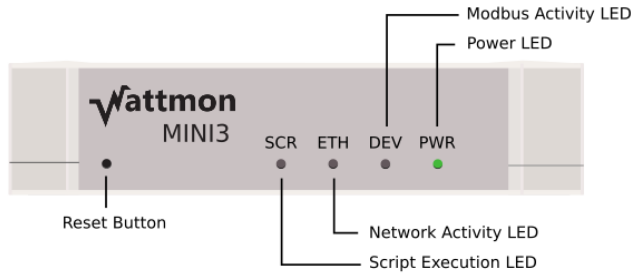 Modbus Activity LED
Power LED
Wattmon
MINI3
SCR ETH DEV PWR
Reset Button
Network Activity LED
Script Execution LED